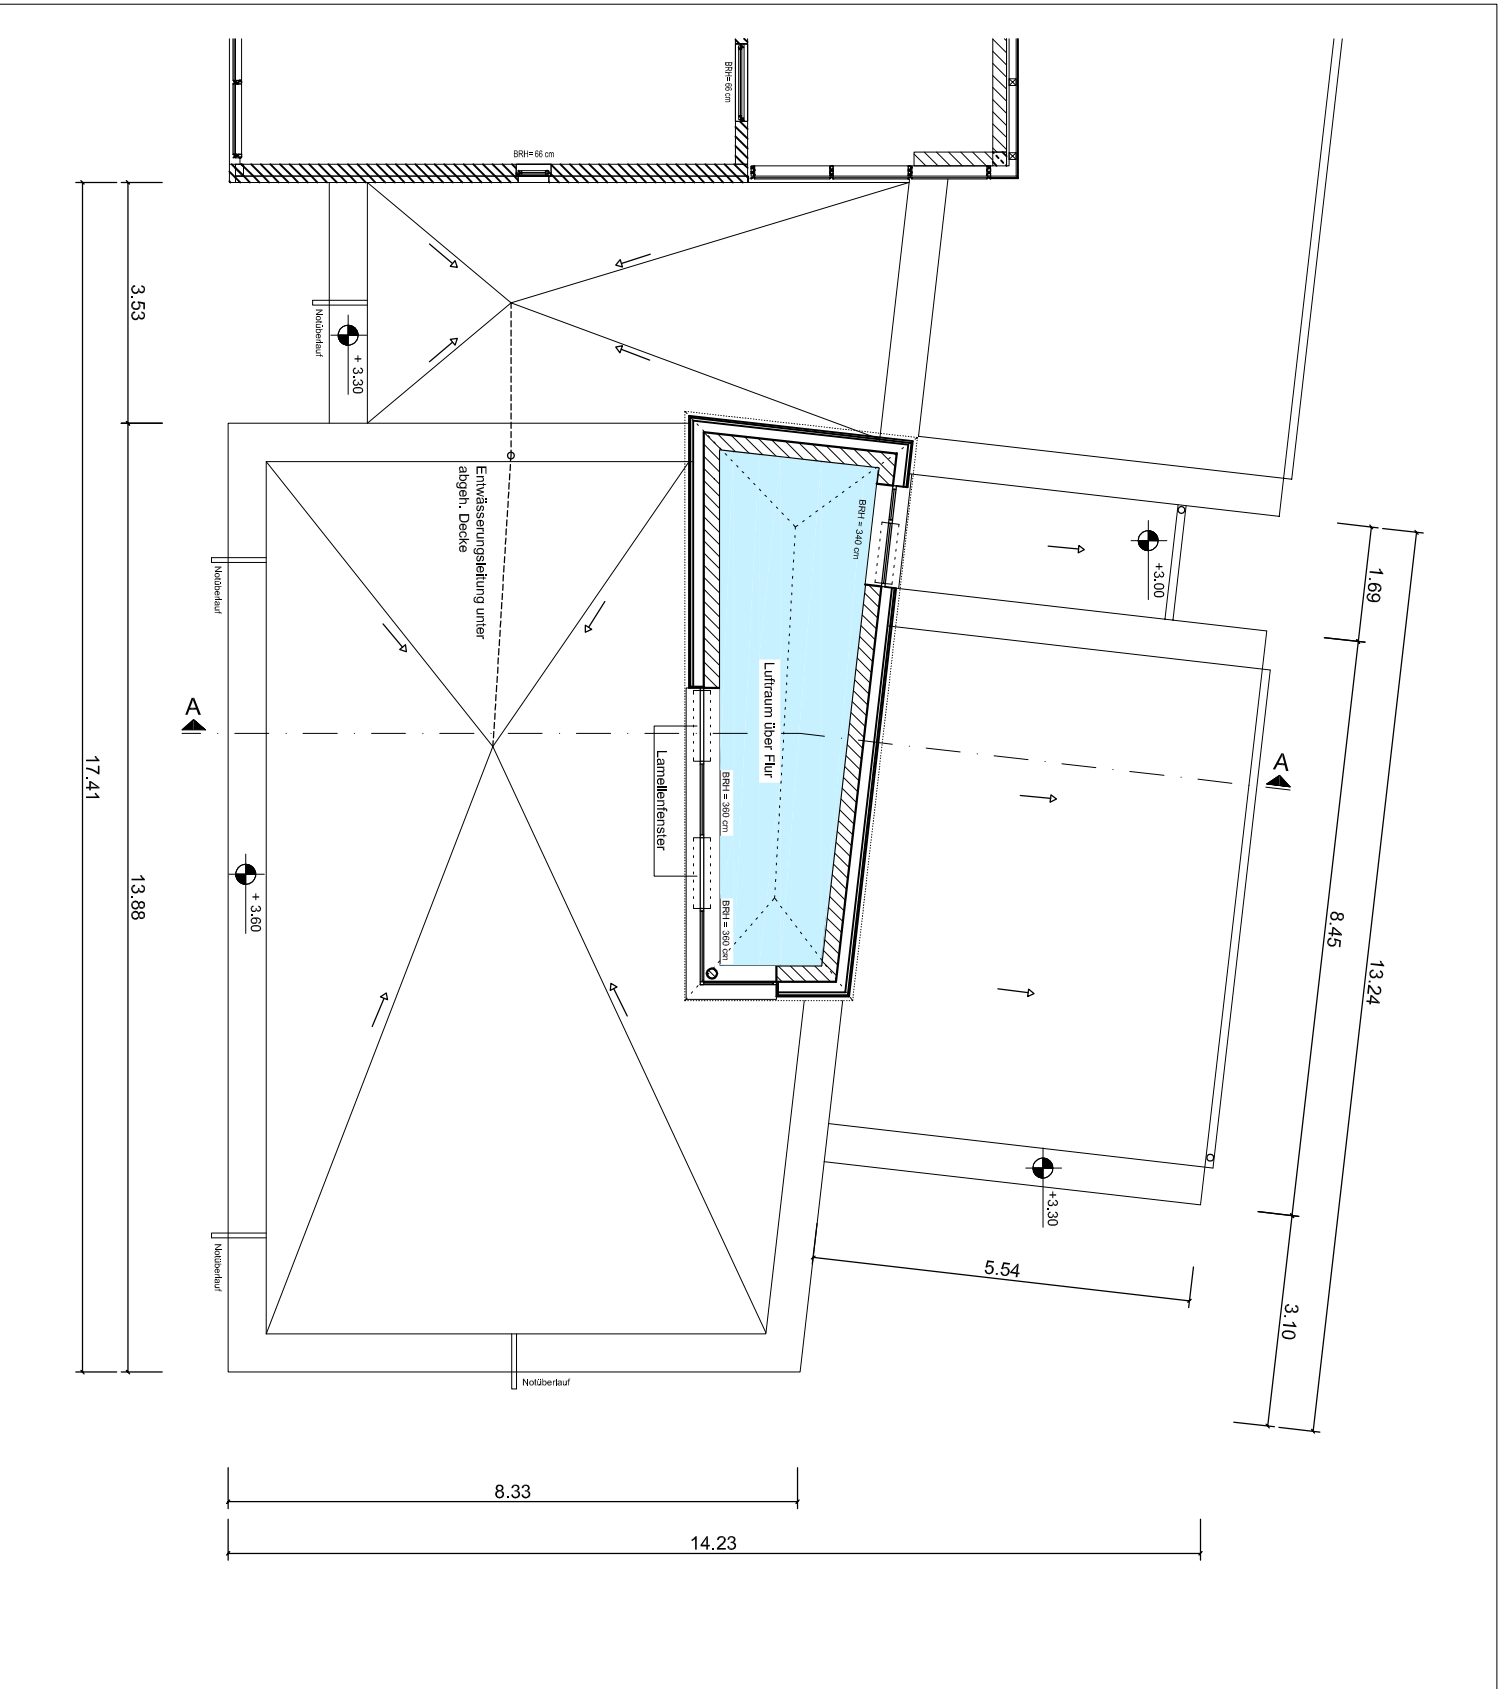 BRH= 66 cm
BRH= 66 cm
3.53
Notüberlauf
+ 3.30
Entwässerungsleitung unter
abgeh. Decke
BRH = 340 cm
+3.00
1.69
Notüberlauf
Luftraum über Flur
A
A
Lamellenfenster
BRH = 360 cm
17.41
13.88
+ 3.60
BRH = 360 cm
8.45
13.24
+3.30
Notüberlauf
5.54
3.10
Notüberlauf
8.33
14.23